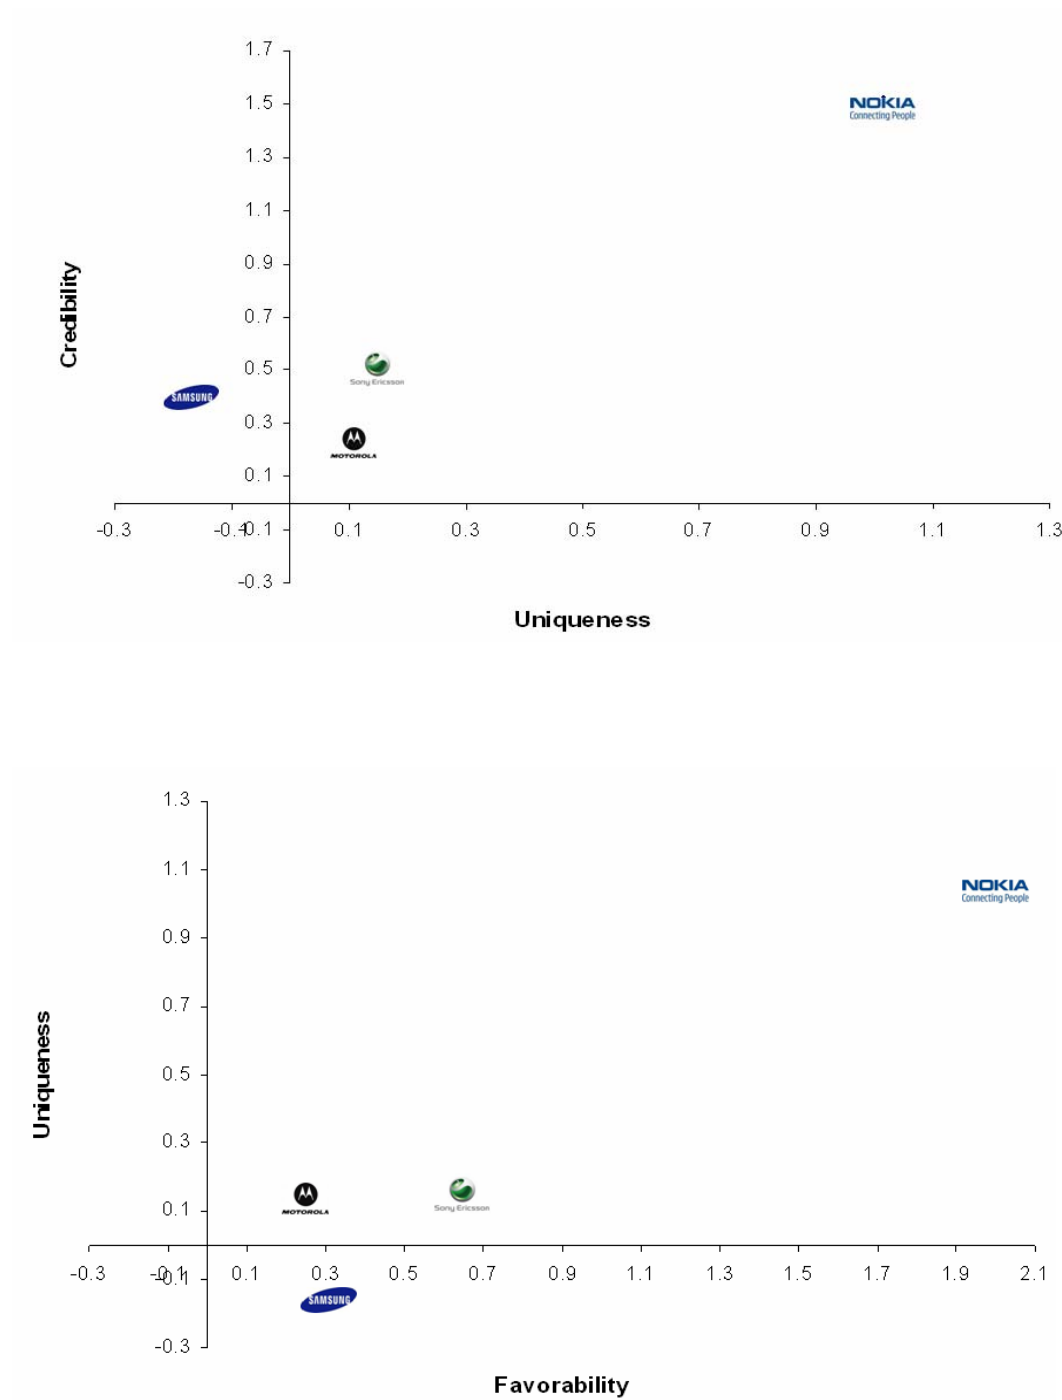 1.7
1.5
NOKIA
Connecting People
1.3
1.1
0.9
Credibility
0.7
0.5
Sony Ericsson
SAMSUNG
0.3
MOTOROLA
0.1
-0.3 -0.1 -0.1 0.1 0.3 0.5 0.7 0.9 1.1 1.3
-0.3
Uniqueness
1.3
1.1
NOKIA
Connecting People
0.9
0.7
Uniqueness
0.5
0.3
0.1
MOTOROLA
Sony Ericsson
-0.3 -0.1 -0.1 0.1 0.3 0.5 0.7 0.9 1.1 1.3 1.5 1.7 1.9 2.1
SAMSUNG
-0.3
Favorability